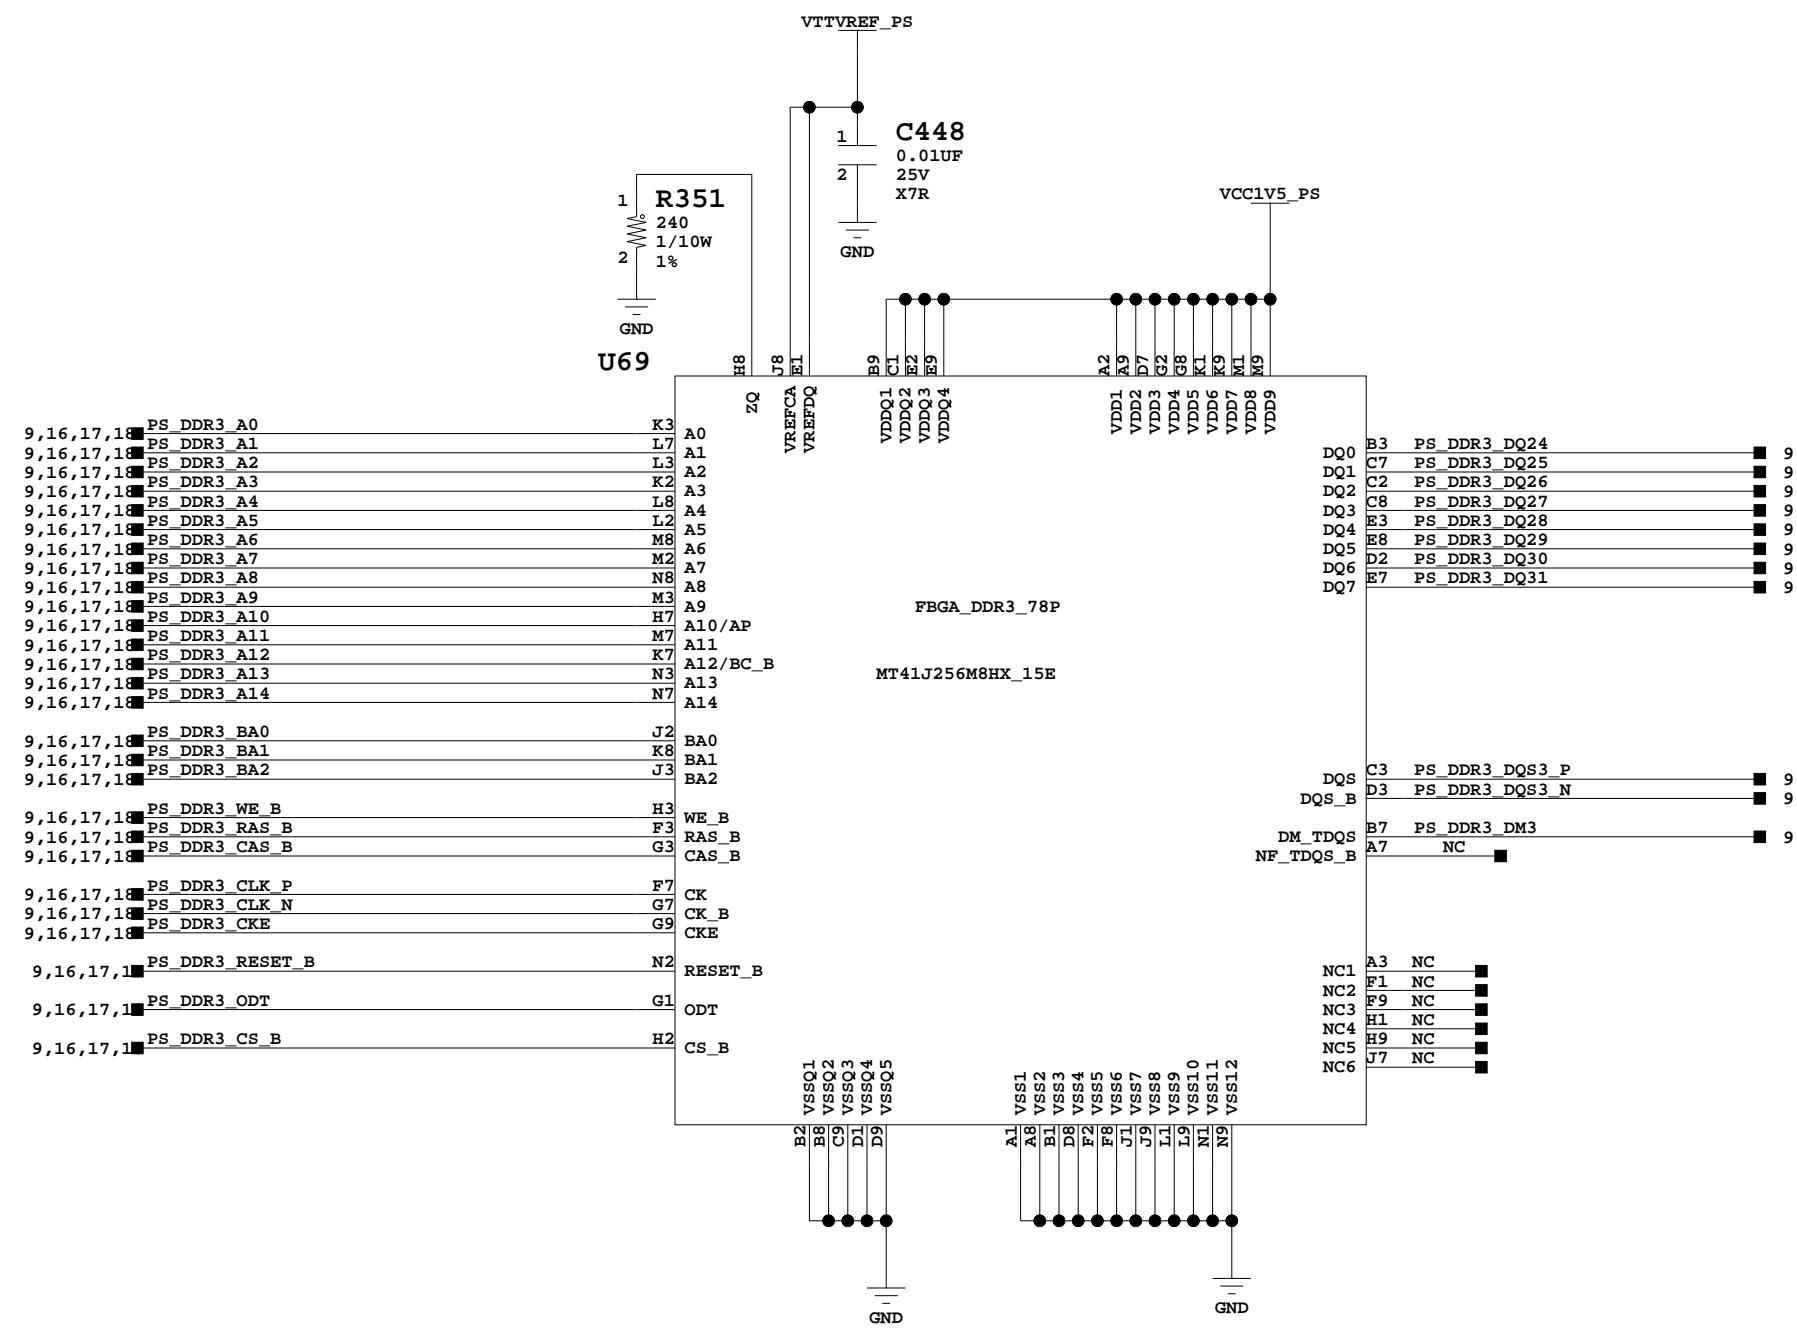 VTTVREF_PS
1 C448
0.01UF
2 25V
X7R
GND
VCC1V5_PS
1 R351
240
1/10W
2 1%
GND
U69
H8 J8 E1 B9 C1 E2 E9 A2 A9 D7 G2 G8 K1 K9 M1 M9
ZQ VREFCA VREFDQ VDDQ1 VDDQ2 VDDQ3 VDDQ4 VDD1 VDD2 VDD3 VDD4 VDD5 VDD6 VDD7 VDD8 VDD9
9,16,17,18 PS_DDR3_A0 K3 A0
9,16,17,18 PS_DDR3_A1 L7 A1
9,16,17,18 PS_DDR3_A2 L3 A2
9,16,17,18 PS_DDR3_A3 K2 A3
9,16,17,18 PS_DDR3_A4 L8 A4
9,16,17,18 PS_DDR3_A5 L2 A5
9,16,17,18 PS_DDR3_A6 M8 A6
9,16,17,18 PS_DDR3_A7 M2 A7
9,16,17,18 PS_DDR3_A8 N8 A8
9,16,17,18 PS_DDR3_A9 M3 A9
9,16,17,18 PS_DDR3_A10 H7 A10/AP
9,16,17,18 PS_DDR3_A11 M7 A11
9,16,17,18 PS_DDR3_A12 K7 A12/BC_B
9,16,17,18 PS_DDR3_A13 N3 A13
9,16,17,18 PS_DDR3_A14 N7 A14
9,16,17,18 PS_DDR3_BA0 J2 BA0
9,16,17,18 PS_DDR3_BA1 K8 BA1
9,16,17,18 PS_DDR3_BA2 J3 BA2
9,16,17,18 PS_DDR3_WE_B H3 WE_B
9,16,17,18 PS_DDR3_RAS_B F3 RAS_B
9,16,17,18 PS_DDR3_CAS_B G3 CAS_B
9,16,17,18 PS_DDR3_CLK_P F7 CK
9,16,17,18 PS_DDR3_CLK_N G7 CK_B
9,16,17,18 PS_DDR3_CKE G9 CKE
9,16,17,1 PS_DDR3_RESET_B N2 RESET_B
9,16,17,1 PS_DDR3_ODT G1 ODT
9,16,17,1 PS_DDR3_CS_B H2 CS_B
FBGA_DDR3_78P
MT41J256M8HX_15E
DQ0 B3 PS_DDR3_DQ24 9
DQ1 C7 PS_DDR3_DQ25 9
DQ2 C2 PS_DDR3_DQ26 9
DQ3 C8 PS_DDR3_DQ27 9
DQ4 E3 PS_DDR3_DQ28 9
DQ5 E8 PS_DDR3_DQ29 9
DQ6 D2 PS_DDR3_DQ30 9
DQ7 E7 PS_DDR3_DQ31 9
DQS C3 PS_DDR3_DQS3_P 9
DQS_B D3 PS_DDR3_DQS3_N 9
DM_TDQS B7 PS_DDR3_DM3 9
NF_TDQS_B A7 NC
NC1 A3 NC
NC2 F1 NC
NC3 F9 NC
NC4 H1 NC
NC5 H9 NC
NC6 J7 NC
VSSQ1 VSSQ2 VSSQ3 VSSQ4 VSSQ5 VSS1 VSS2 VSS3 VSS4 VSS5 VSS6 VSS7 VSS8 VSS9 VSS10 VSS11 VSS12
B2 B8 C9 D1 D9 A1 A8 B1 D8 F2 F8 J1 J9 L1 L9 N1 N9
GND
GND